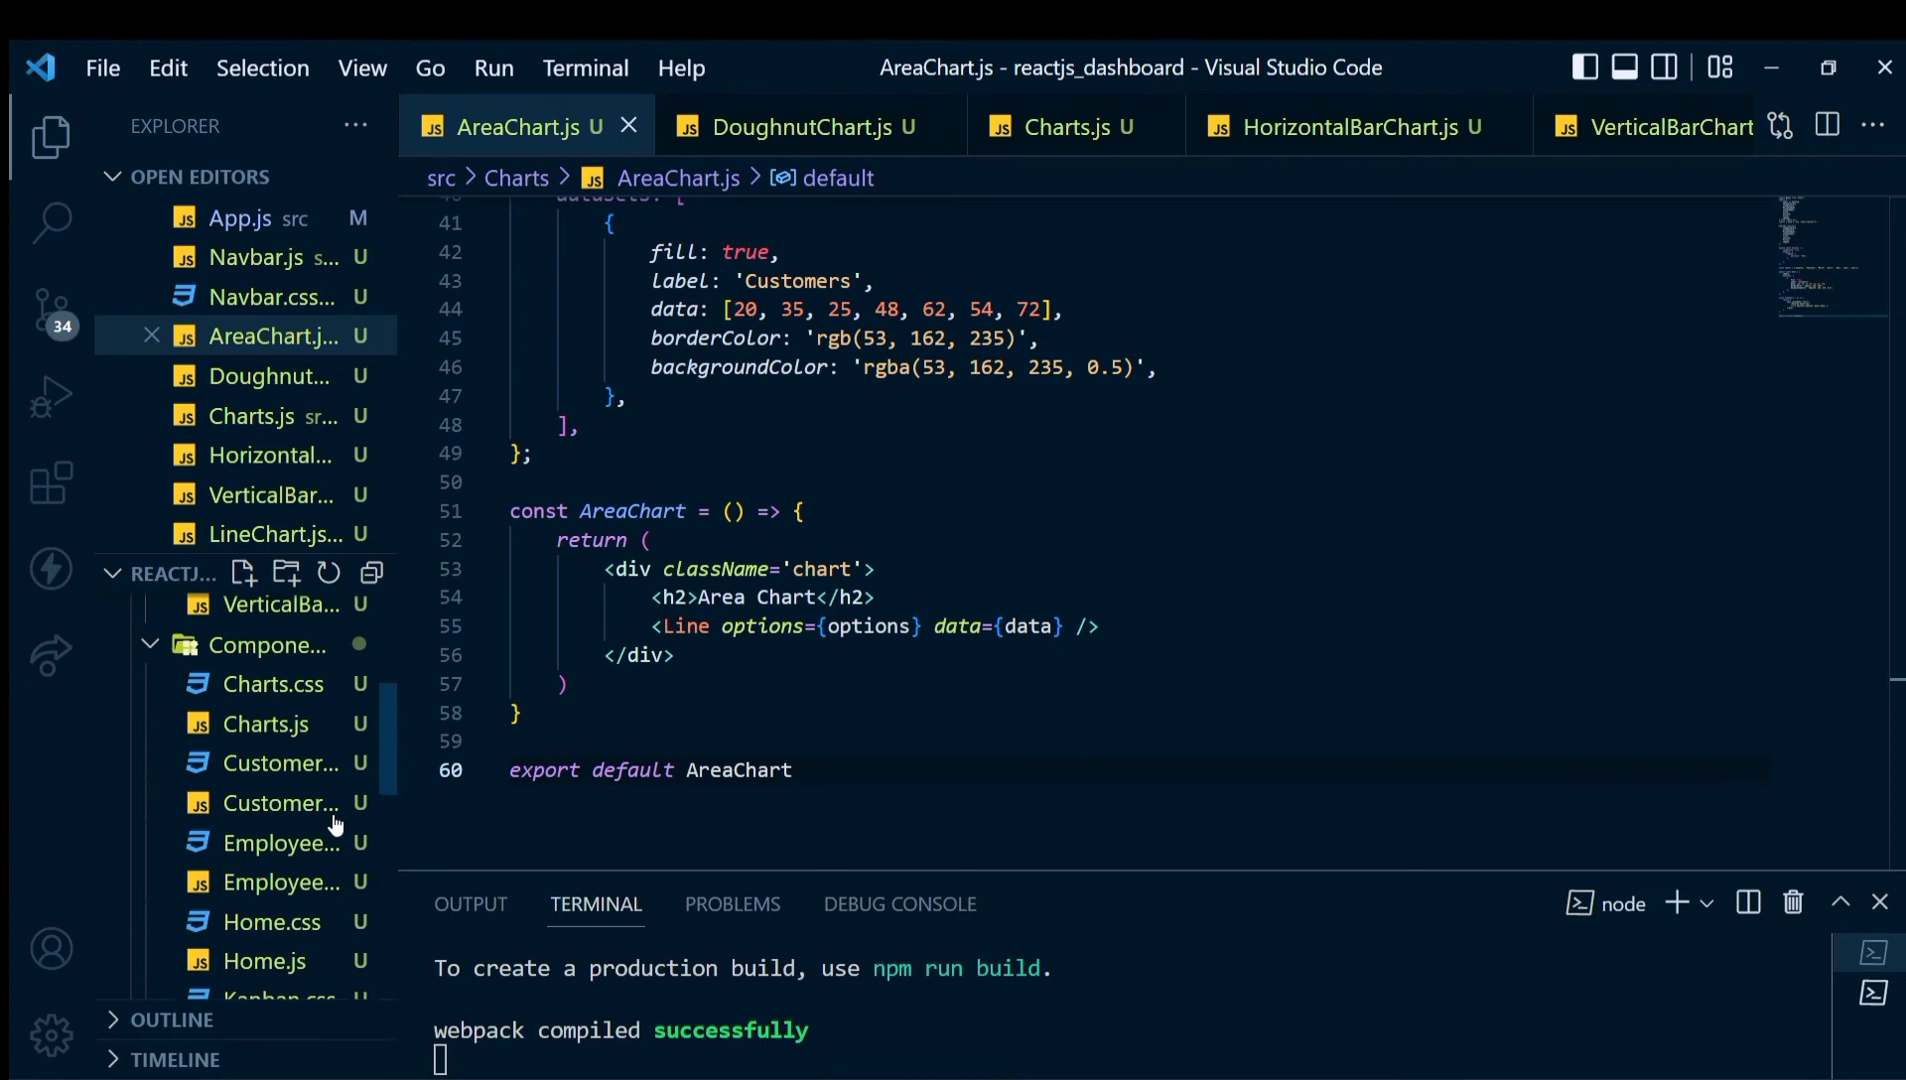 File Edit Selection View Go Run Terminal Help AreaChart.js - reactjs_dashboard - Visual Studio Code
EXPLORER ···
OPEN EDITORS
App.js src M
Navbar.js s... U
Navbar.css... U
AreaChart.j... U
Doughnut... U
Charts.js sr... U
Horizontal... U
VerticalBar... U
LineChart.js... U
REACTJ...
VerticalBa... U
Compone...
Charts.css U
Charts.js U
Customer... U
Customer... U
Employee... U
Employee... U
Home.css U
Home.js U
Kanban.css U
OUTLINE
TIMELINE
34
AreaChart.js U DoughnutChart.js U Charts.js U HorizontalBarChart.js U VerticalBarChart
src > Charts > AreaChart.js > default
40 datasets: [
41 {
42 fill: true,
43 label: 'Customers',
44 data: [20, 35, 25, 48, 62, 54, 72],
45 borderColor: 'rgb(53, 162, 235)',
46 backgroundColor: 'rgba(53, 162, 235, 0.5)',
47 },
48 ],
49 };
50
51 const AreaChart = () => {
52 return (
53 <div className='chart'>
54 <h2>Area Chart</h2>
55 <Line options={options} data={data} />
56 </div>
57 )
58 }
59
60 export default AreaChart
OUTPUT TERMINAL PROBLEMS DEBUG CONSOLE node
To create a production build, use npm run build.
webpack compiled successfully